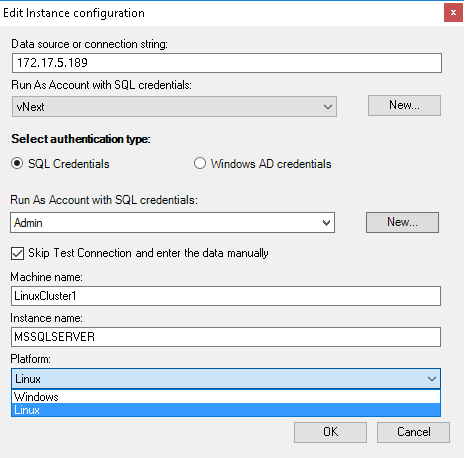 Edit Instance configuration
x
Data source or connection string:
172.17.5.189
Run As Account with SQL credentials:
vNext
New...
Select authentication type:
SQL Credentials
Windows AD credentials
Run As Account with SQL credentials:
Admin
New...
Skip Test Connection and enter the data manually
Machine name:
LinuxCluster1
Instance name:
MSSQLSERVER
Platform:
Linux
Windows
Linux
OK
Cancel